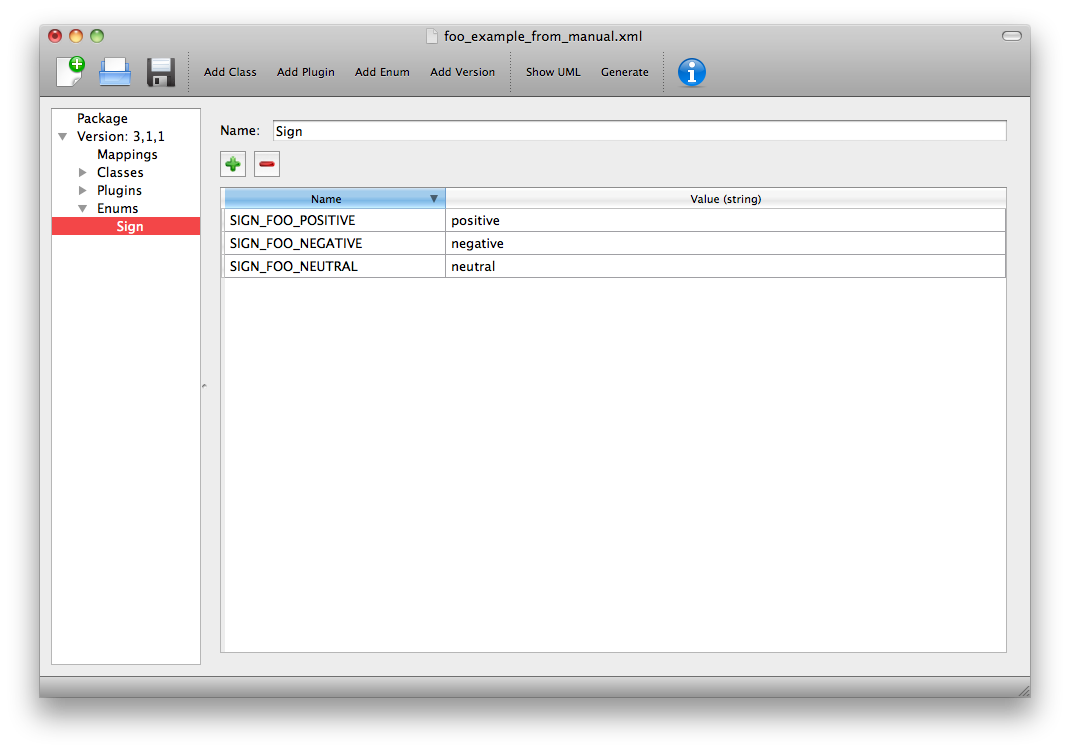 foo_example_from_manual.xml
Add Class Add Plugin Add Enum Add Version Show UML Generate
Package
Version: 3,1,1
Mappings
Classes
Plugins
Enums
Sign
Name: Sign
Name Value (string)
SIGN_FOO_POSITIVE positive
SIGN_FOO_NEGATIVE negative
SIGN_FOO_NEUTRAL neutral